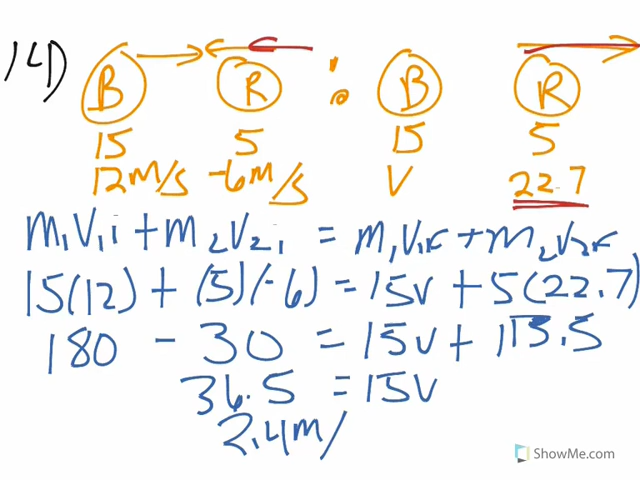 14)
B R : B R
15 5 15 5
12m/s -6m/s V 22.7
m₁v₁i + m₂v₂i = m₁v₁f + m₂v₂f
15(12) + (5)(-6) = 15v + 5(22.7)
180 - 30 = 15v + 113.5
36.5 = 15v
2.4m/
ShowMe.com